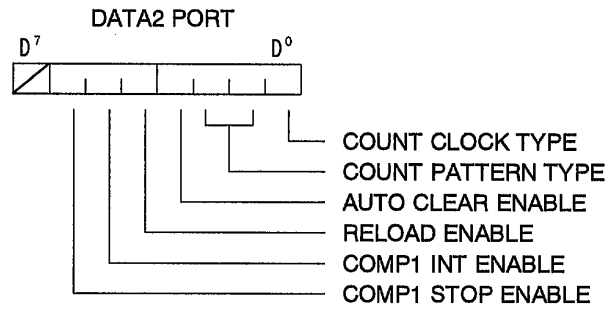 DATA2 PORT
D7 D0
COUNT CLOCK TYPE
COUNT PATTERN TYPE
AUTO CLEAR ENABLE
RELOAD ENABLE
COMP1 INT ENABLE
COMP1 STOP ENABLE